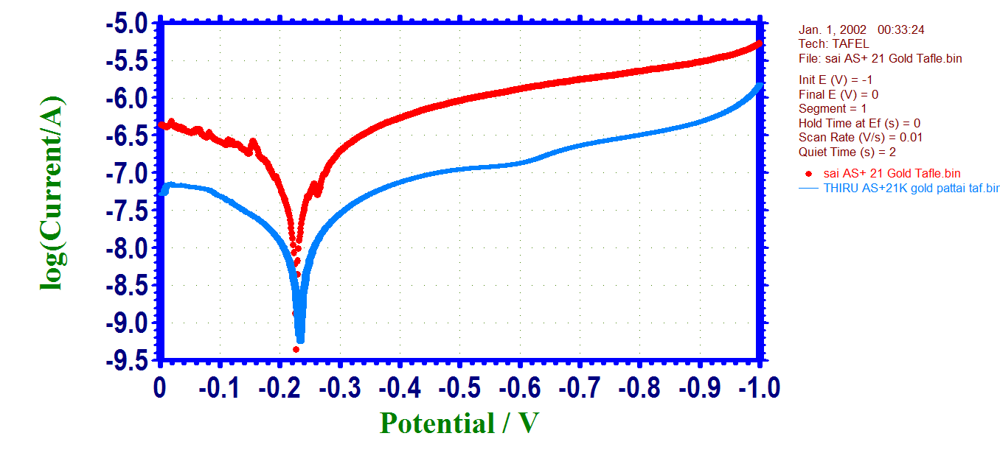 -5.0
-5.5
-6.0
-6.5
-7.0
-7.5
-8.0
-8.5
-9.0
-9.5
log(Current/A)
0 -0.1 -0.2 -0.3 -0.4 -0.5 -0.6 -0.7 -0.8 -0.9 -1.0
Potential / V
Jan. 1, 2002 00:33:24
Tech: TAFEL
File: sai AS+ 21 Gold Tafle.bin
Init E (V) = -1
Final E (V) = 0
Segment = 1
Hold Time at Ef (s) = 0
Scan Rate (V/s) = 0.01
Quiet Time (s) = 2
sai AS+ 21 Gold Tafle.bin
THIRU AS+21K gold pattai taf.bin